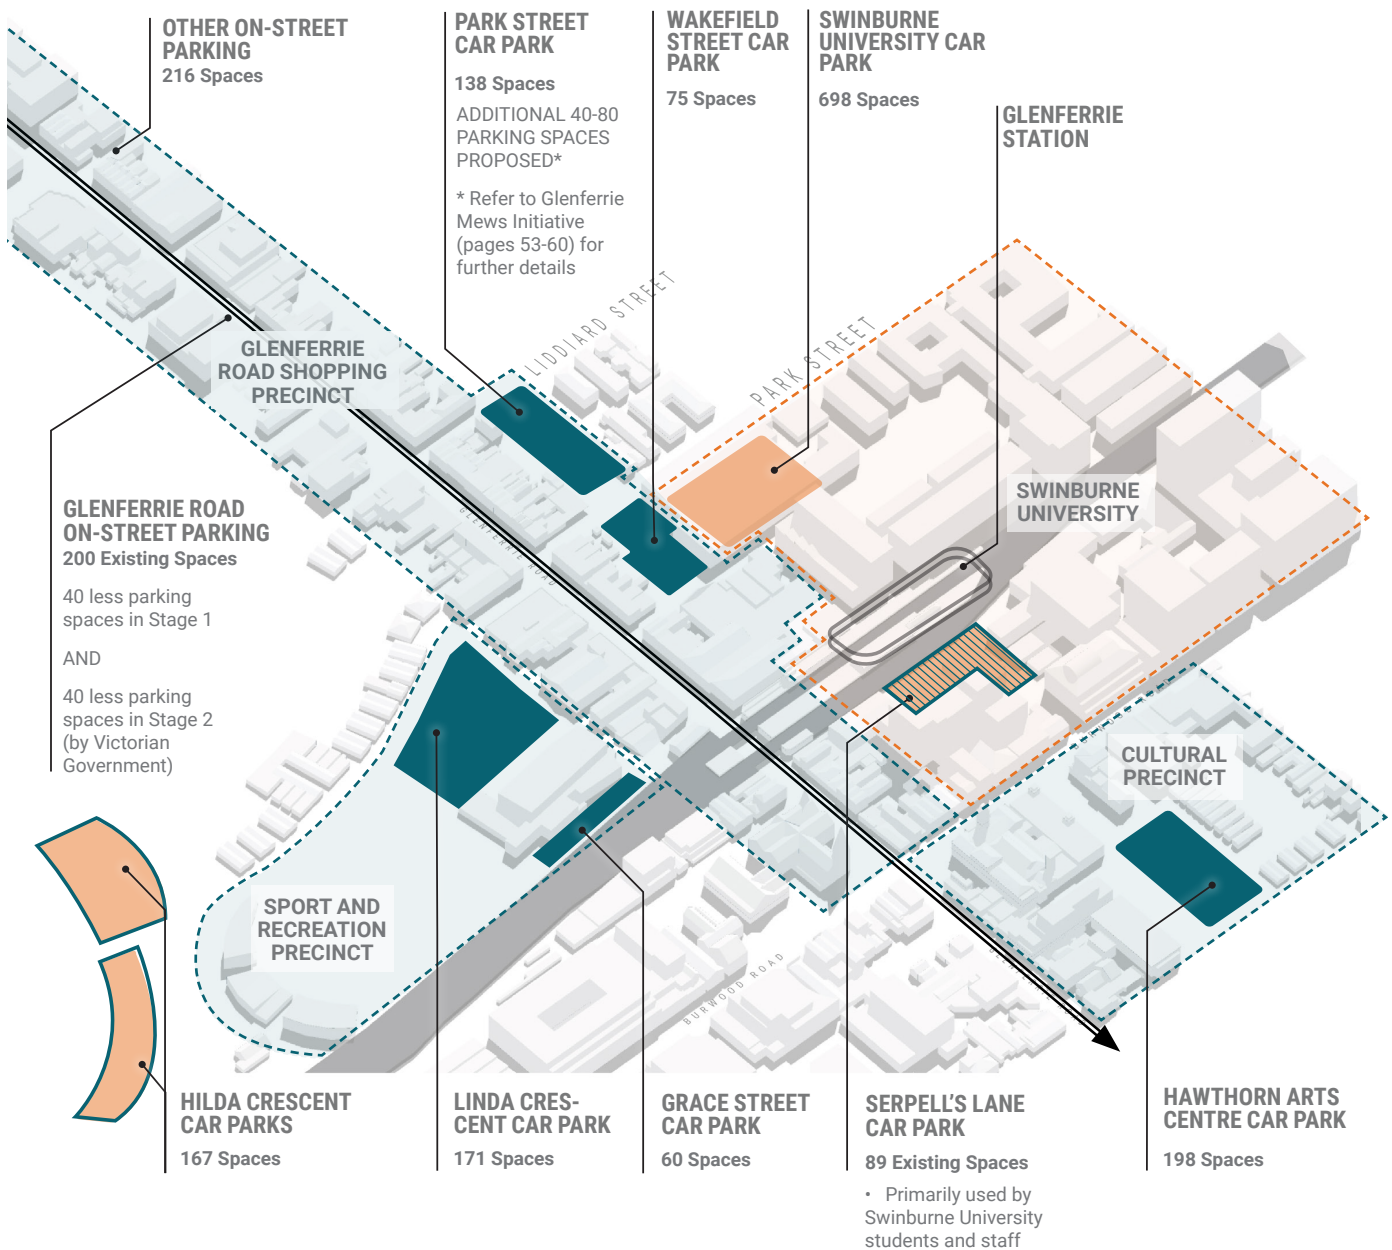 OTHER ON-STREET
PARKING
216 Spaces
PARK STREET
CAR PARK
138 Spaces
ADDITIONAL 40-80
PARKING SPACES
PROPOSED*
* Refer to Glenferrie
Mews Initiative
(pages 53-60) for
further details
WAKEFIELD
STREET CAR
PARK
75 Spaces
SWINBURNE
UNIVERSITY CAR
PARK
698 Spaces
GLENFERRIE
STATION
LIDDIARD STREET
PARK STREET
GLENFERRIE
ROAD SHOPPING
PRECINCT
GLENFERRIE ROAD
SWINBURNE
UNIVERSITY
GLENFERRIE ROAD
ON-STREET PARKING
200 Existing Spaces
40 less parking
spaces in Stage 1
AND
40 less parking
spaces in Stage 2
(by Victorian
Government)
CULTURAL
PRECINCT
SPORT AND
RECREATION
PRECINCT
BURWOOD ROAD
HILDA CRESCENT
CAR PARKS
167 Spaces
LINDA CRES-
CENT CAR PARK
171 Spaces
GRACE STREET
CAR PARK
60 Spaces
SERPELL'S LANE
CAR PARK
89 Existing Spaces
• Primarily used by
Swinburne University
students and staff
HAWTHORN ARTS
CENTRE CAR PARK
198 Spaces